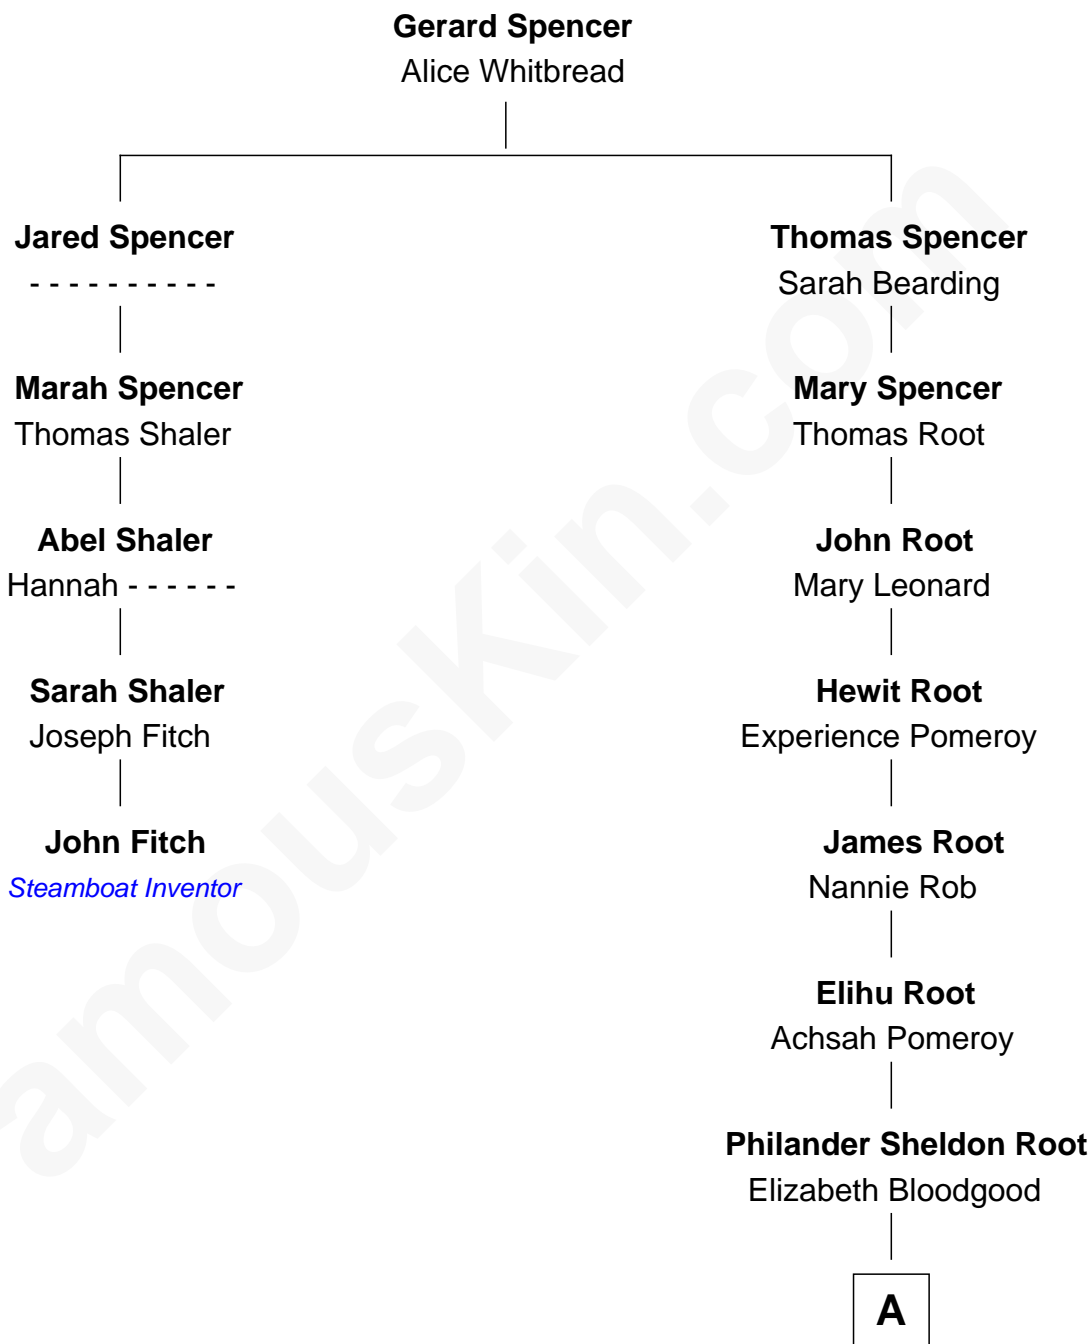 Gerard Spencer
Alice Whitbread
Jared Spencer
- - - - - - - - - -
Thomas Spencer
Sarah Bearding
Marah Spencer
Thomas Shaler
Mary Spencer
Thomas Root
Abel Shaler
Hannah - - - - - -
John Root
Mary Leonard
Sarah Shaler
Joseph Fitch
Hewit Root
Experience Pomeroy
John Fitch
Steamboat Inventor
James Root
Nannie Rob
Elihu Root
Achsah Pomeroy
Philander Sheldon Root
Elizabeth Bloodgood
A
amouskin.com